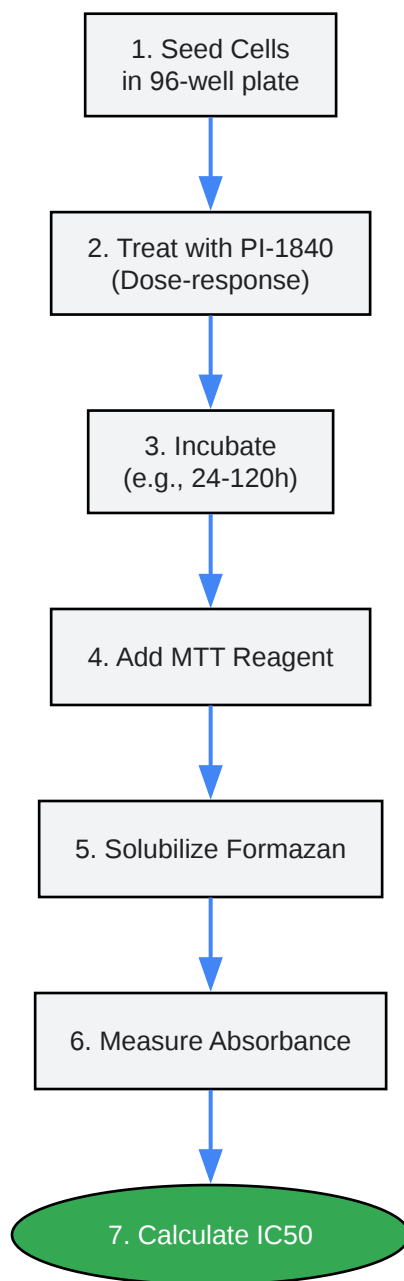 1. Seed Cells
in 96-well plate
2. Treat with PI-1840
(Dose-response)
3. Incubate
(e.g., 24-120h)
4. Add MTT Reagent
5. Solubilize Formazan
6. Measure Absorbance
7. Calculate IC50